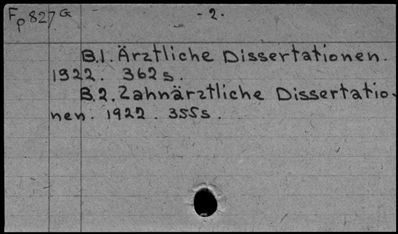 Fp 827 G - 2. -
B.1. Ärztliche Dissertationen.
1922. 362 s.
B.2. Zahnärztliche Dissertatio-
nen. 1922. 355 s.